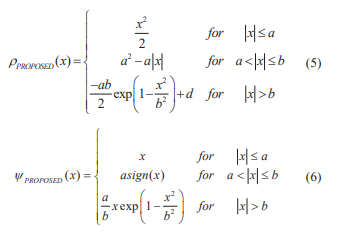 ρ_PROPOSED(x) = { x²/2 for |x| ≤ a
a² − a|x| for a < |x| ≤ b (5)
−ab/2 exp(1 − x²/b²) + d for |x| > b
ψ_PROPOSED(x) = { x for |x| ≤ a
asign(x) for a < |x| ≤ b (6)
a/b x exp(1 − x²/b²) for |x| > b